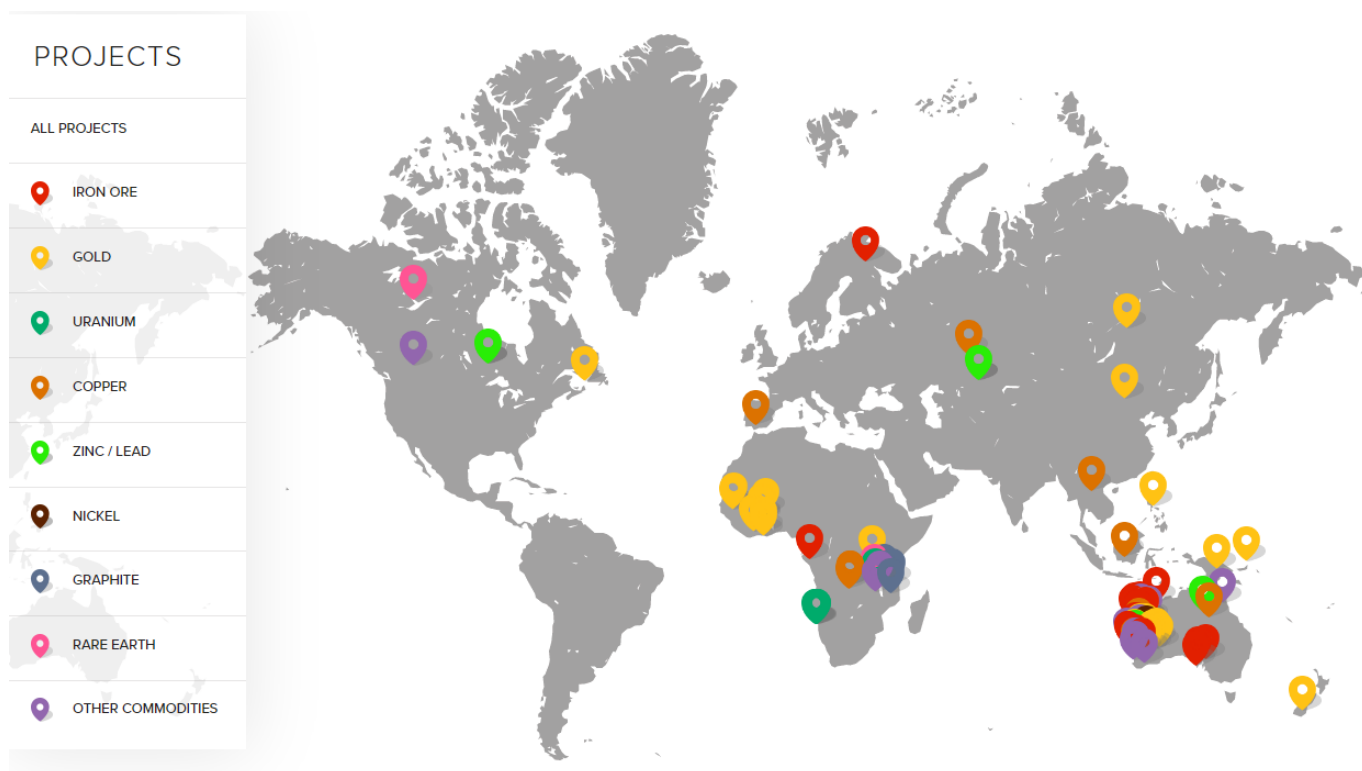 PROJECTS
ALL PROJECTS
IRON ORE
GOLD
URANIUM
COPPER
ZINC / LEAD
NICKEL
GRAPHITE
RARE EARTH
OTHER COMMODITIES